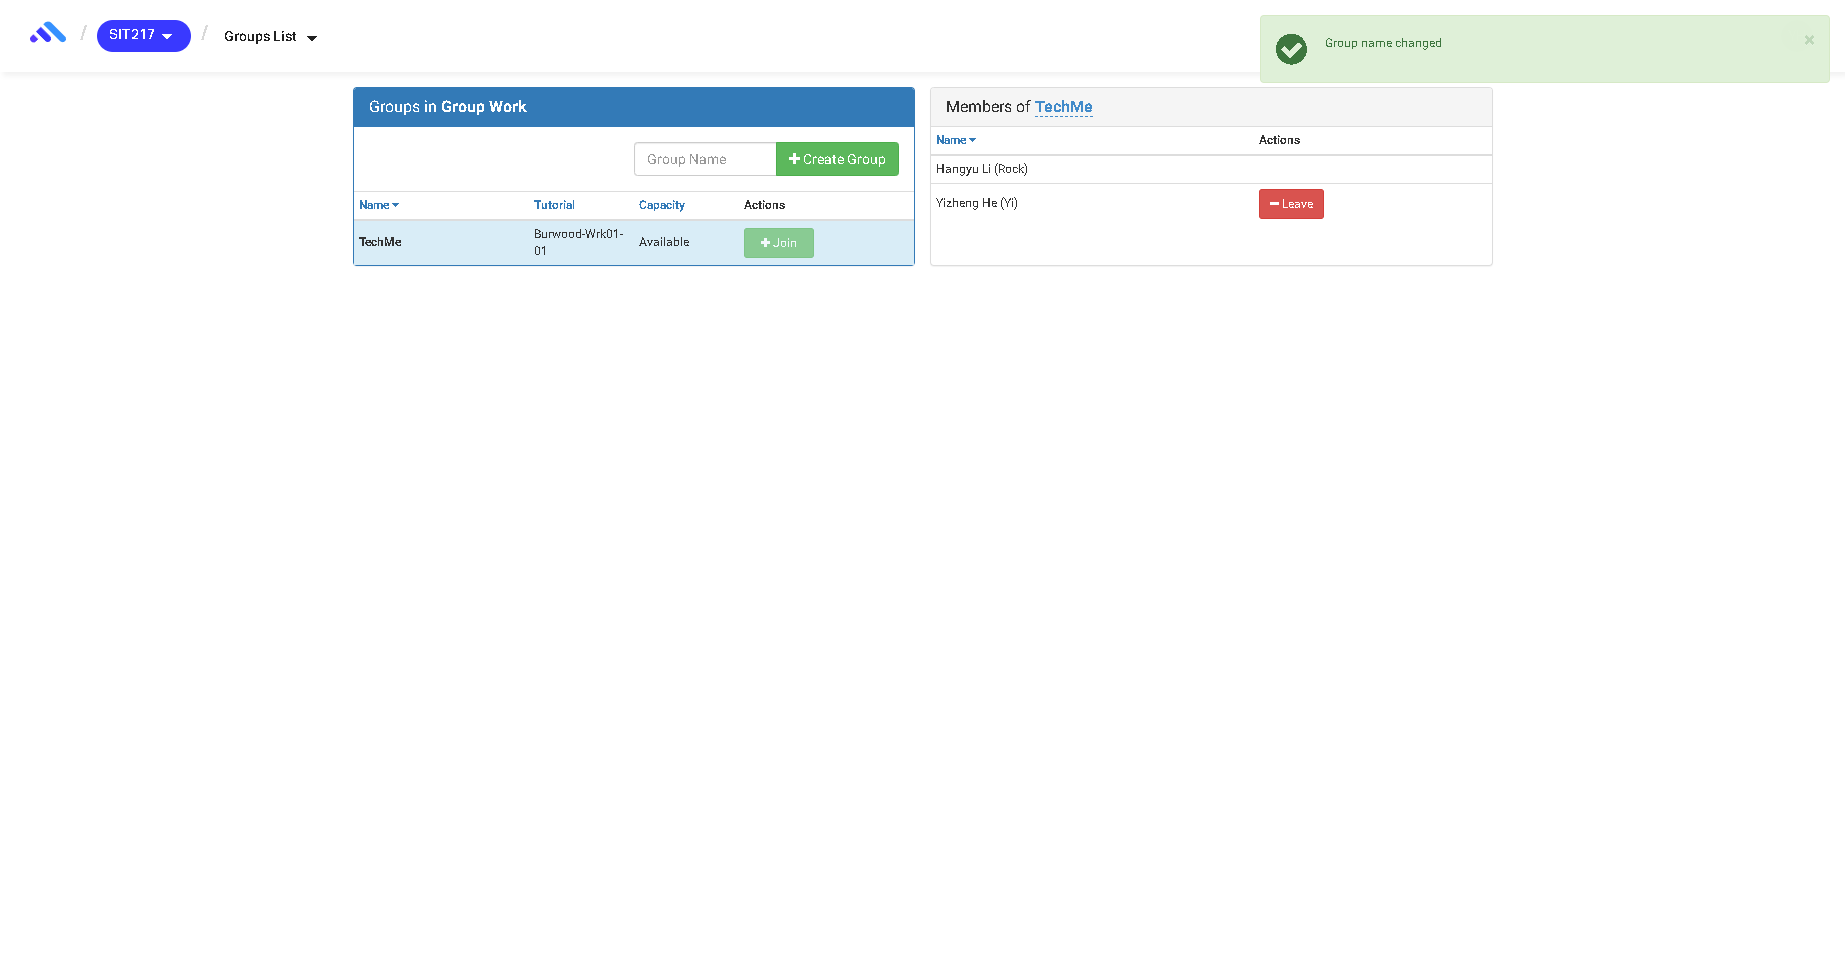 / SIT217 / Groups List
Group name changed ×
Groups in Group Work
Group Name + Create Group
Name Tutorial Capacity Actions
TechMe Burwood-Wrk01-
01 Available + Join
Members of TechMe
Name Actions
Hangyu Li (Rock)
Yizheng He (Yi) − Leave